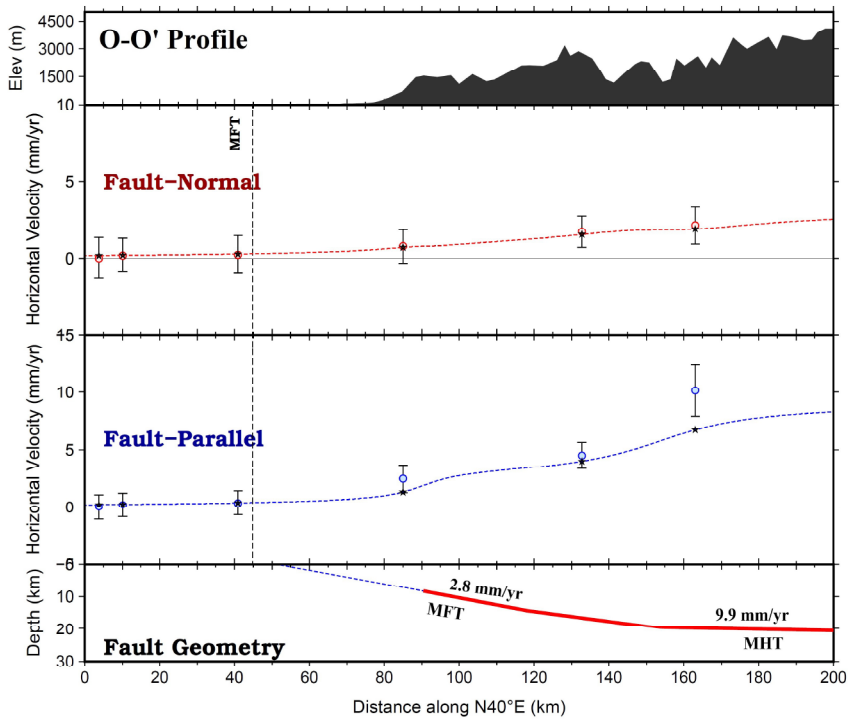 4500
3000
1500
Elev (m)
O-O' Profile
10
5
0
Horizontal Velocity (mm/yr)
MFT
Fault-Normal
15
10
5
0
Horizontal Velocity (mm/yr)
Fault-Parallel
10
20
30
Depth (km)
2.8 mm/yr
MFT
9.9 mm/yr
MHT
Fault Geometry
0 20 40 60 80 100 120 140 160 180 200
Distance along N40°E (km)